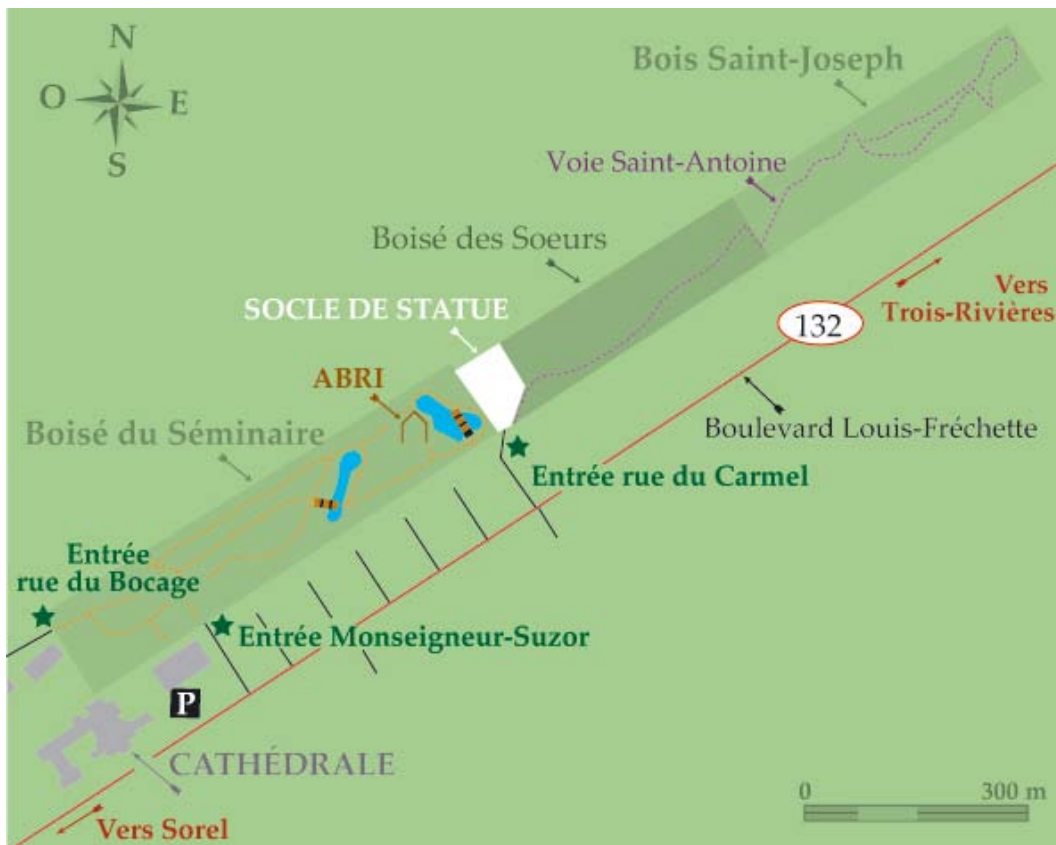 N
O
E
S
Bois Saint-Joseph
Voie Saint-Antoine
Boisé des Soeurs
Vers
Trois-Rivières
SOCLE DE STATUE
132
ABRI
Boulevard Louis-Fréchette
Boisé du Séminaire
Entrée rue du Carmel
Entrée
rue du Bocage
Entrée Monseigneur-Suzor
P
CATHÉDRALE
0 300 m
Vers Sorel